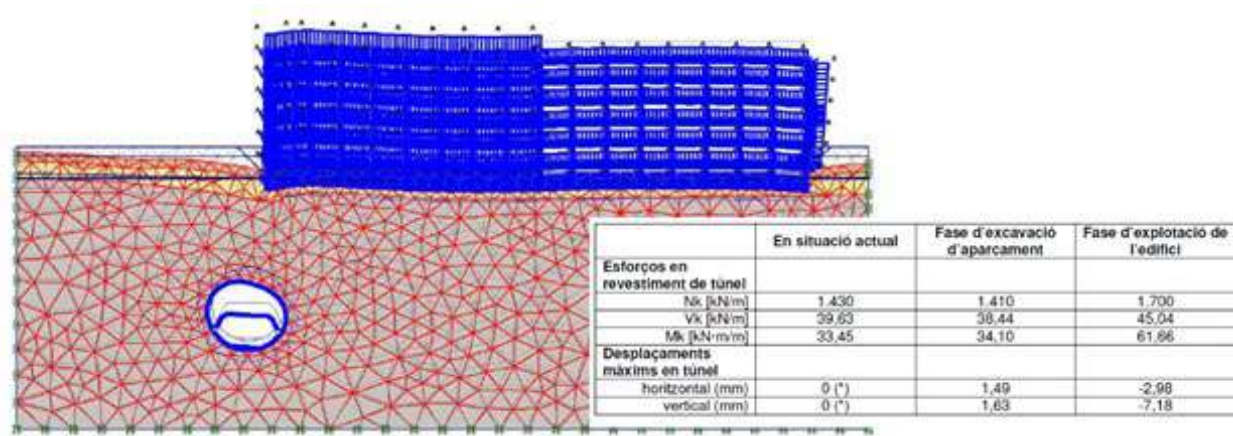 En situació actual Fase d'excavació d'aparcament Fase d'explotació de l'edifici
Esforços en
revestiment de túnel
Nk [kN/m] 1.430 1.410 1.700
Vk [kN/m] 39,63 38,44 45,04
Mk [kN·m/m] 33,45 34,10 61,66
Desplaçaments
màxims en túnel
horitzontal (mm) 0 (*) 1,49 -2,98
vertical (mm) 0 (*) 1,63 -7,18